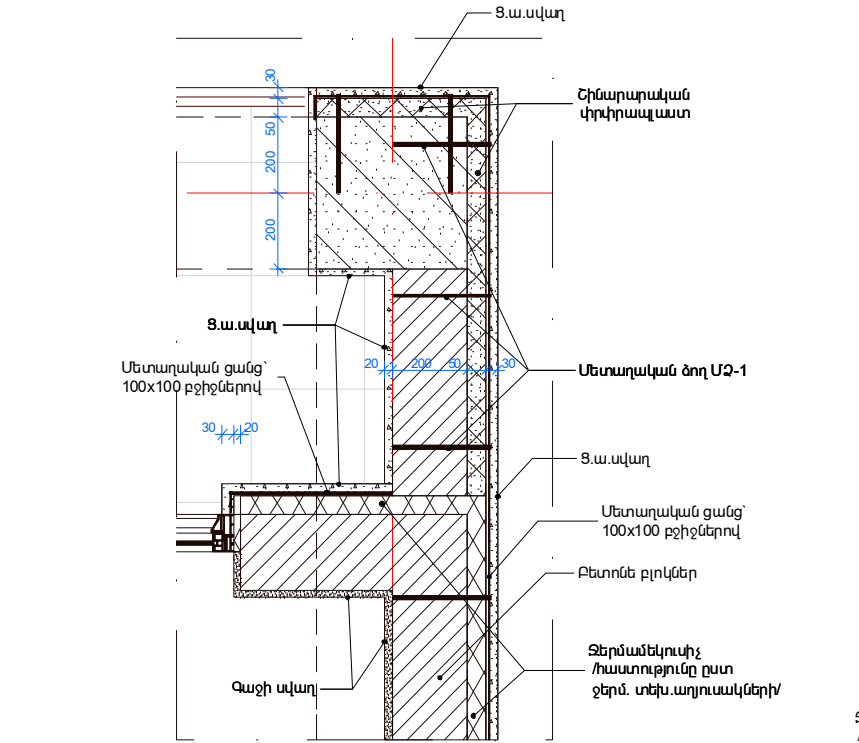 Ց.ա.սվաղ
30
Շինարարական
փրփրապլաստ
50
200
200
Ց.ա.սվաղ
Մետաղական ցանց՝
100x100 բջիջներով
20
200
50
30
Մետաղական ձող ՄՁ-1
30
20
Ց.ա.սվաղ
Մետաղական ցանց՝
100x100 բջիջներով
Բետոնե բլոկներ
Ջերմամեկուսիչ
/հաստությունը ըստ
ջերմ. տեխ.աղյուսակների/
Գաջի սվաղ